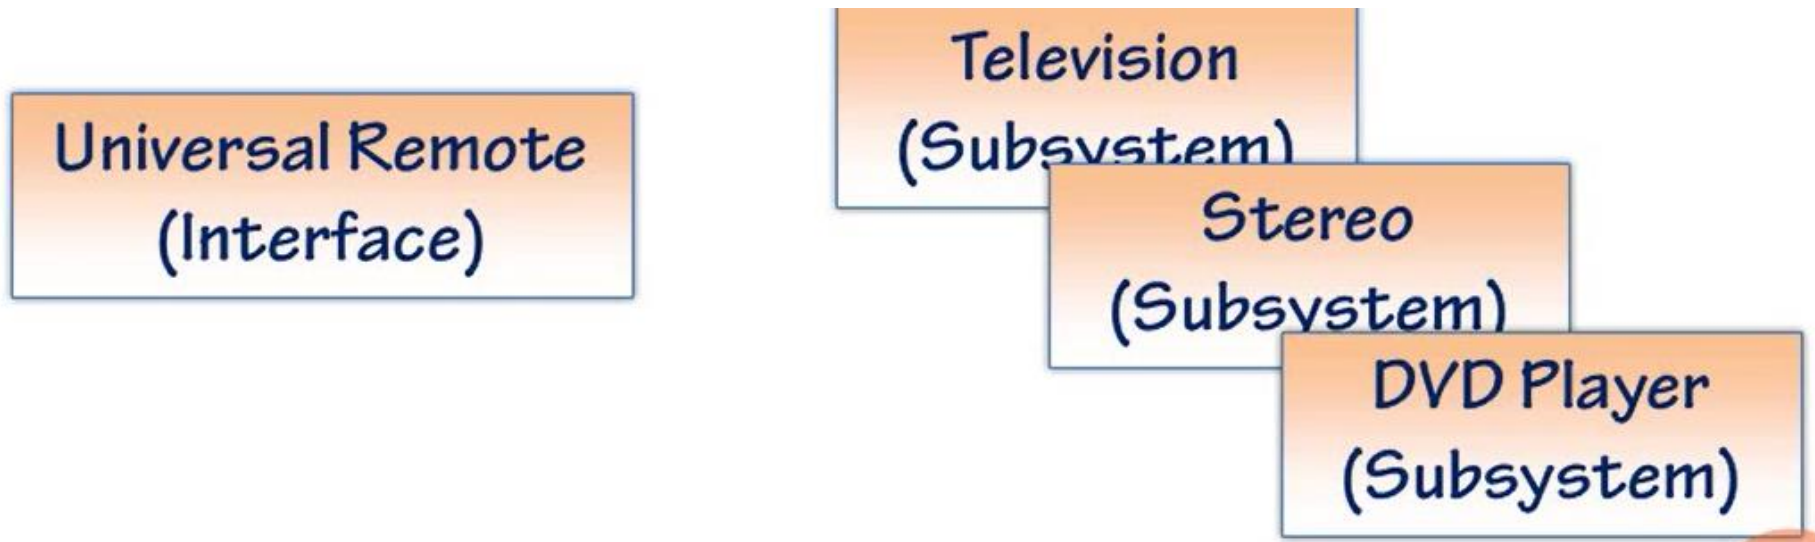 Universal Remote
(Interface)
Television
(Subsystem)
Stereo
(Subsystem)
DVD Player
(Subsystem)